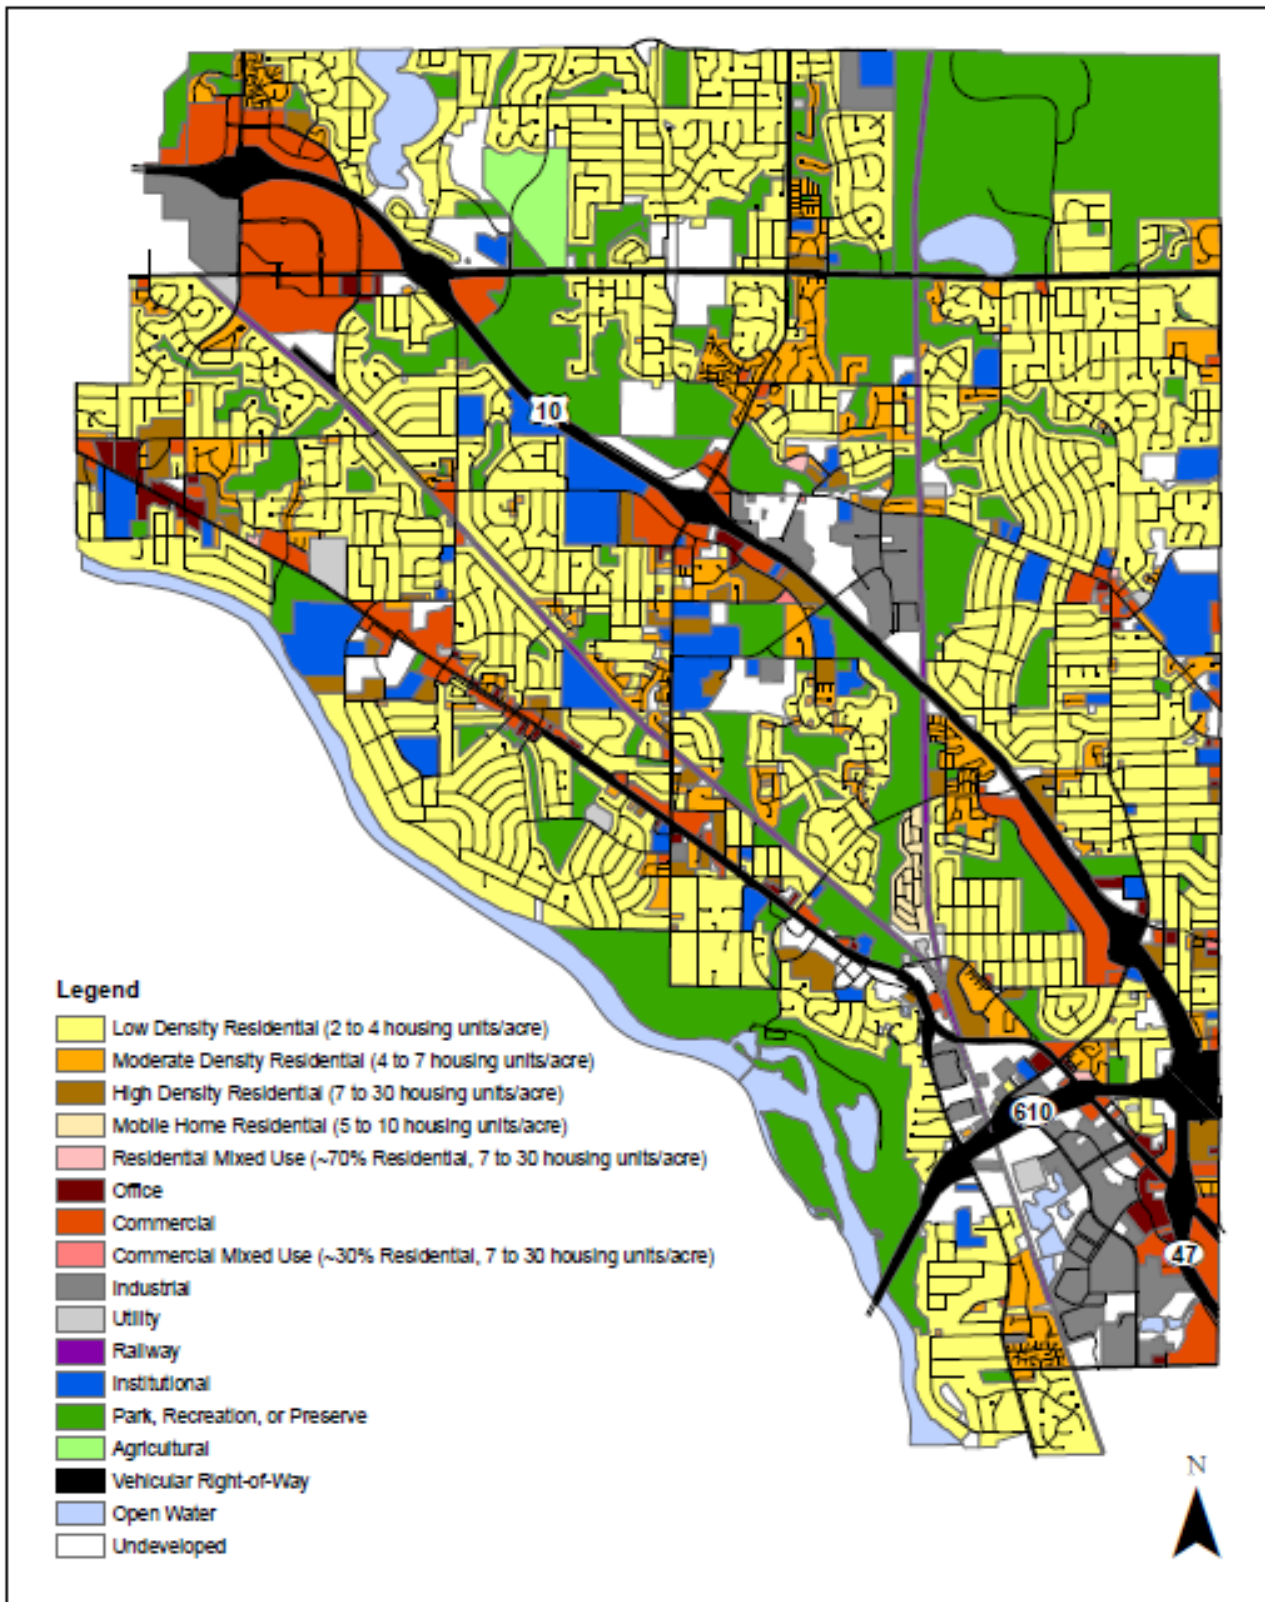 10
610
47
Legend
Low Density Residential (2 to 4 housing units/acre)
Moderate Density Residential (4 to 7 housing units/acre)
High Density Residential (7 to 30 housing units/acre)
Mobile Home Residential (5 to 10 housing units/acre)
Residential Mixed Use (~70% Residential, 7 to 30 housing units/acre)
Office
Commercial
Commercial Mixed Use (~30% Residential, 7 to 30 housing units/acre)
Industrial
Utility
Railway
Institutional
Park, Recreation, or Preserve
Agricultural
Vehicular Right-of-Way
Open Water
Undeveloped
N